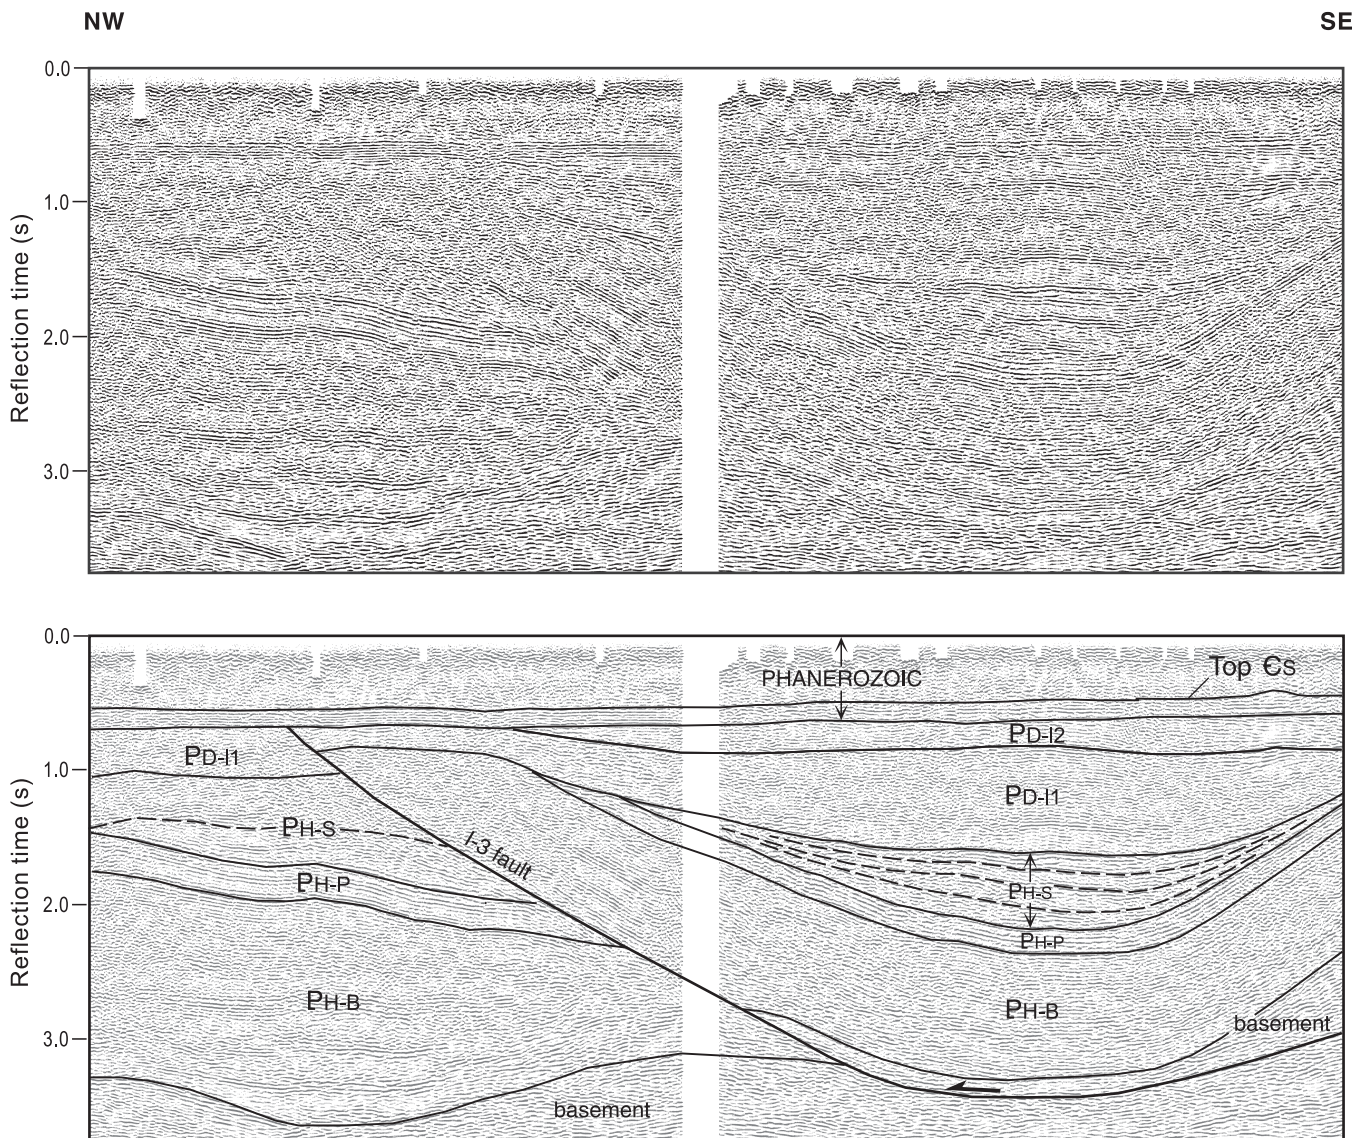 NW SE
0.0
1.0
2.0
3.0
Reflection time (s)
0.0
1.0
2.0
3.0
Reflection time (s)
PHANEROZOIC
Top ЄS
PD-I2
PD-I1
PD-I1
PH-S
I-3 fault
PH-P
PH-S
PH-P
PH-B
PH-B
basement
basement